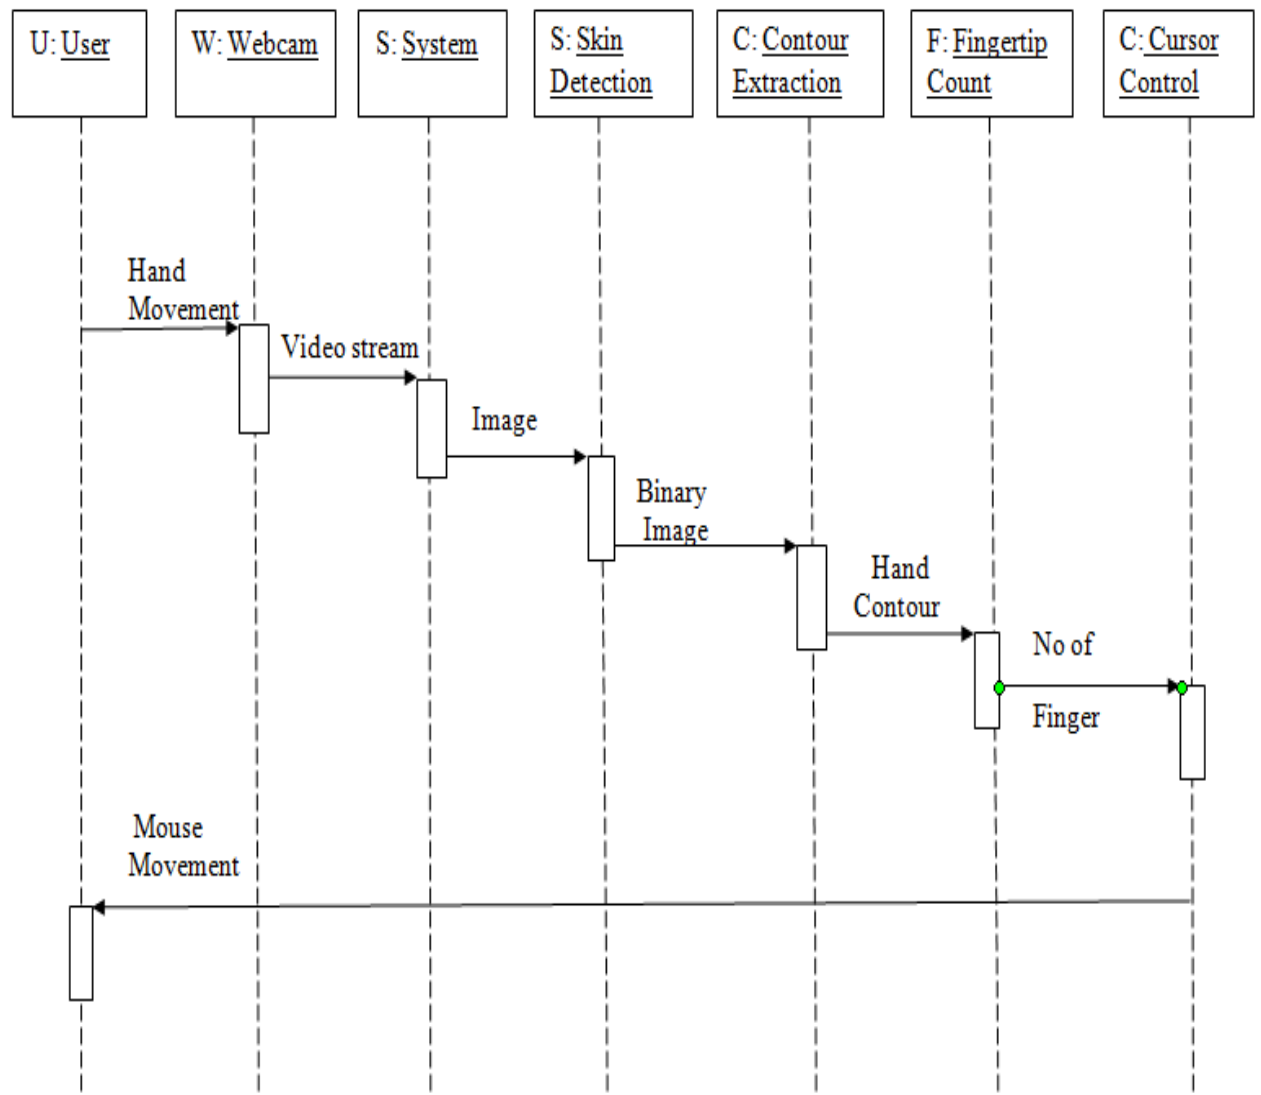 U: User
W: Webcam
S: System
S: Skin
Detection
C: Contour
Extraction
F: Fingertip
Count
C: Cursor
Control
Hand
Movement
Video stream
Image
Binary
Image
Hand
Contour
No of
Finger
Mouse
Movement